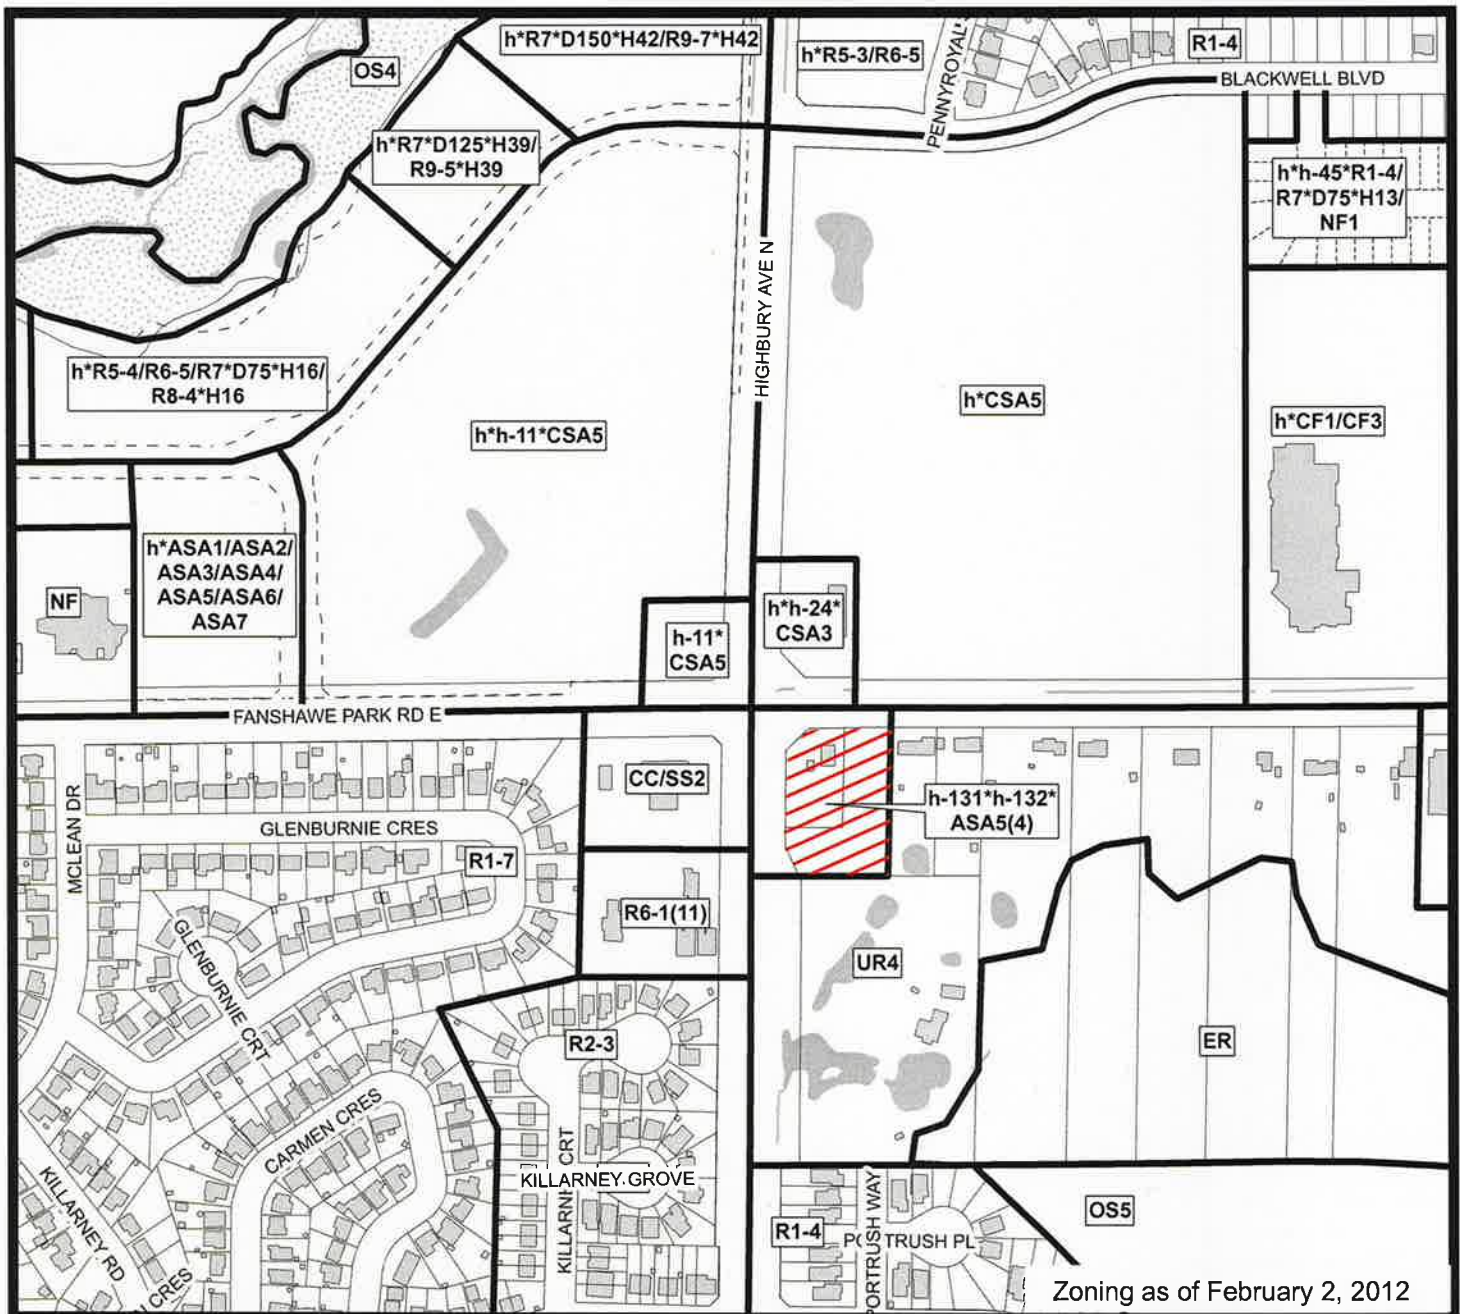 h*R7*D150*H42/R9-7*H42
h*R5-3/R6-5
PENNYROYAL
R1-4
OS4
BLACKWELL BLVD
h*R7*D125*H39/
R9-5*H39
h*h-45*R1-4/
R7*D75*H13/
NF1
HIGHBURY AVE N
h*R5-4/R6-5/R7*D75*H16/
R8-4*H16
h*CSA5
h*CF1/CF3
h*h-11*CSA5
h*ASA1/ASA2/
ASA3/ASA4/
ASA5/ASA6/
ASA7
NF
h-11*
CSA5
h*h-24*
CSA3
FANSHAWE PARK RD E
MCLEAN DR
CC/SS2
h-131*h-132*
ASA5(4)
GLENBURNIE CRES
R1-7
R6-1(11)
GLENBURNIE CRT
UR4
ER
R2-3
CARMEN CRES
KILLARNEY GROVE
KILLARNEY RD
CRT
OS5
R1-4
PORTRUSH WAY
TRUSH PL
CRES
Zoning as of February 2, 2012